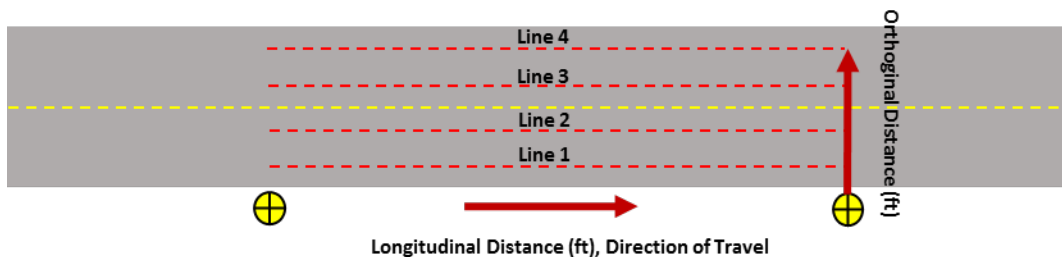 Line 4
Line 3
Line 2
Line 1
Orthoginal Distance (ft)
Longitudinal Distance (ft), Direction of Travel